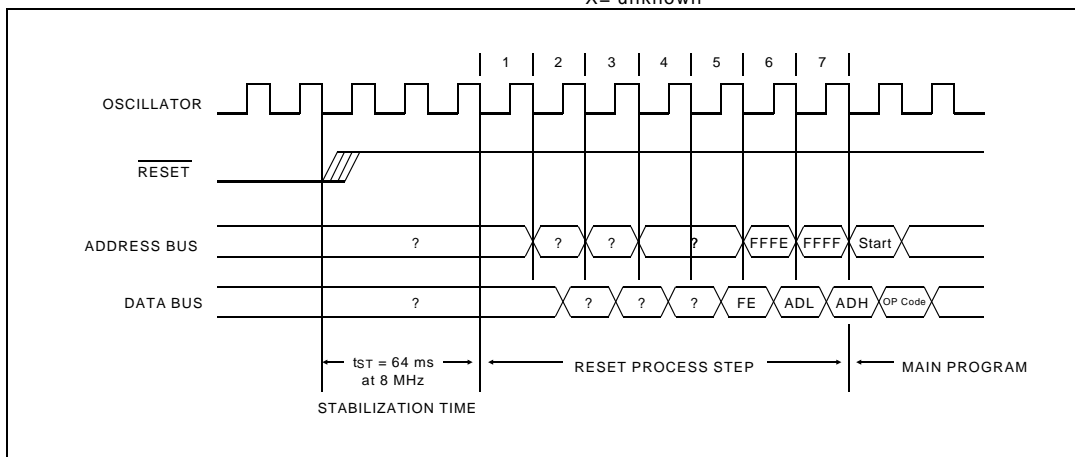 X= unknown
1 2 3 4 5 6 7
OSCILLATOR
RESET
ADDRESS BUS ? ? ? ? FFFE FFFF Start
DATA BUS ? ? ? ? FE ADL ADH OP Code
tST = 64 ms
at 8 MHz
RESET PROCESS STEP
MAIN PROGRAM
STABILIZATION TIME